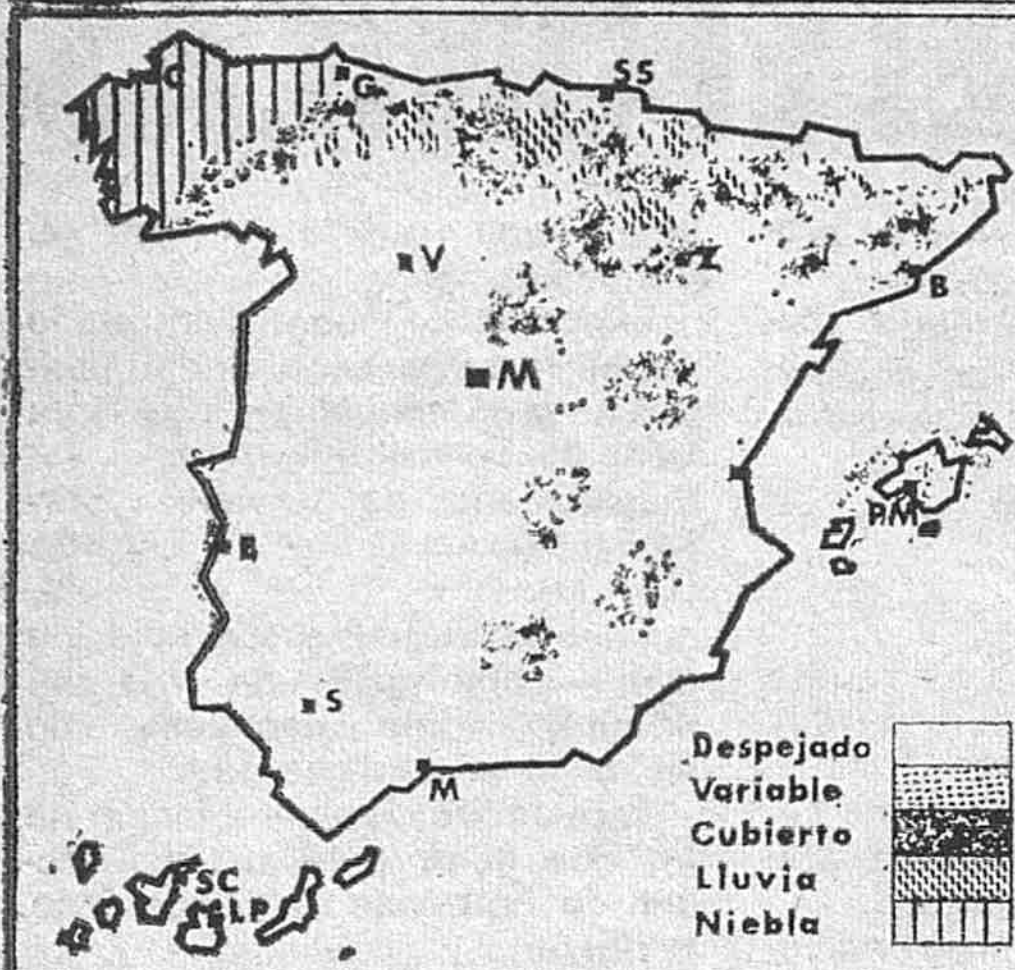 C
G
SS
V
Z
B
M
PM
B
S
M
SC
LP
Despejado
Variable
Cubierto
Lluvia
Niebla